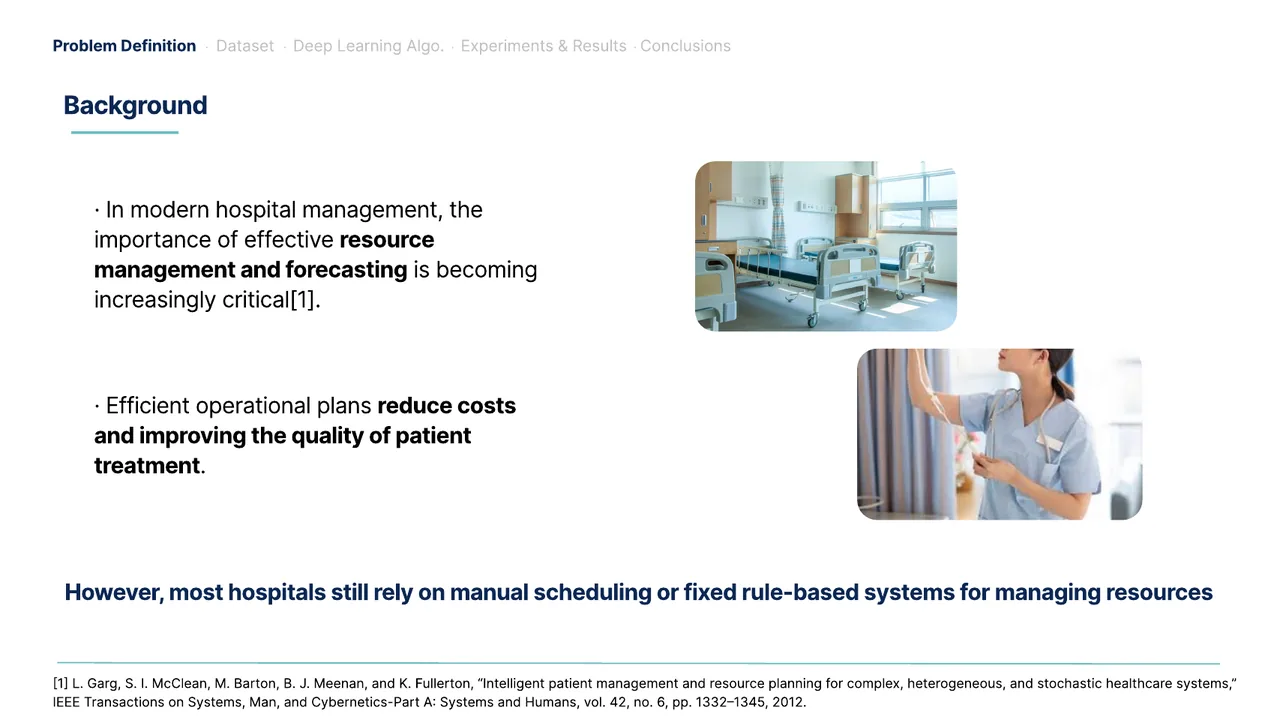 Problem Definition · Dataset · Deep Learning Algo. · Experiments & Results · Conclusions
Background
· In modern hospital management, the
importance of effective resource
management and forecasting is becoming
increasingly critical[1].
· Efficient operational plans reduce costs
and improving the quality of patient
treatment.
However, most hospitals still rely on manual scheduling or fixed rule-based systems for managing resources
[1] L. Garg, S. I. McClean, M. Barton, B. J. Meenan, and K. Fullerton, “Intelligent patient management and resource planning for complex, heterogeneous, and stochastic healthcare systems,”
IEEE Transactions on Systems, Man, and Cybernetics-Part A: Systems and Humans, vol. 42, no. 6, pp. 1332–1345, 2012.